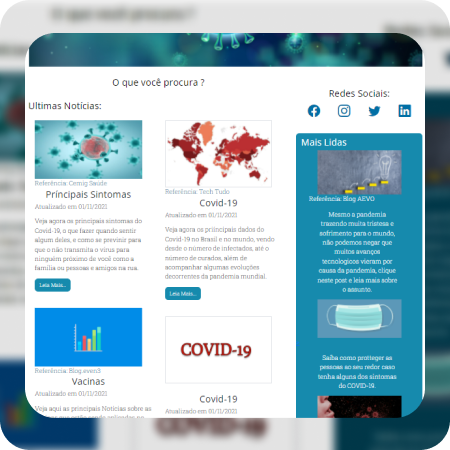 O que você procura ?
Ultimas Notícias:
Referência: Cernig Saúde
Principais Sintomas
Atualizado em 01/11/2021
Veja agora os principais sintomas do
Covid-19, o que fazer quando sentir
algum deles, e como se previnir para
que o não transmita o vírus para
ninguém próximo de você como a
família ou pessoas e amigos na rua.
Leia Mais...
Referência: Blog.even3
Vacinas
Atualizado em 01/11/2021
Veja aqui as principais Notícias sobre as
Referência: Tech Tudo
Covid-19
Atualizado em 01/11/2021
Veja agora os principais dados do
Covid-19 no Brasil e no mundo, vendo
desde o número de infectados, até o
número de curados, além de
acompanhar algumas evoluções
decorrentes da pandemia mundial.
Leia Mais...
COVID-19
Covid-19
Atualizado em 01/11/2021
Redes Sociais:
Mais Lidas
Referência: Blog AEVO
Mesmo a pandemia
trazendo muita tristesa e
sofrimento para o mundo,
não podemos negar que
muitos avanços
tecnologicos vieram por
causa da pandemia, clique
neste post e leia mais sobre
o assunto.
Saiba como protteger as
pessoas ao seu redor caso
tenha alguns dos sintomas
do COVID-19.